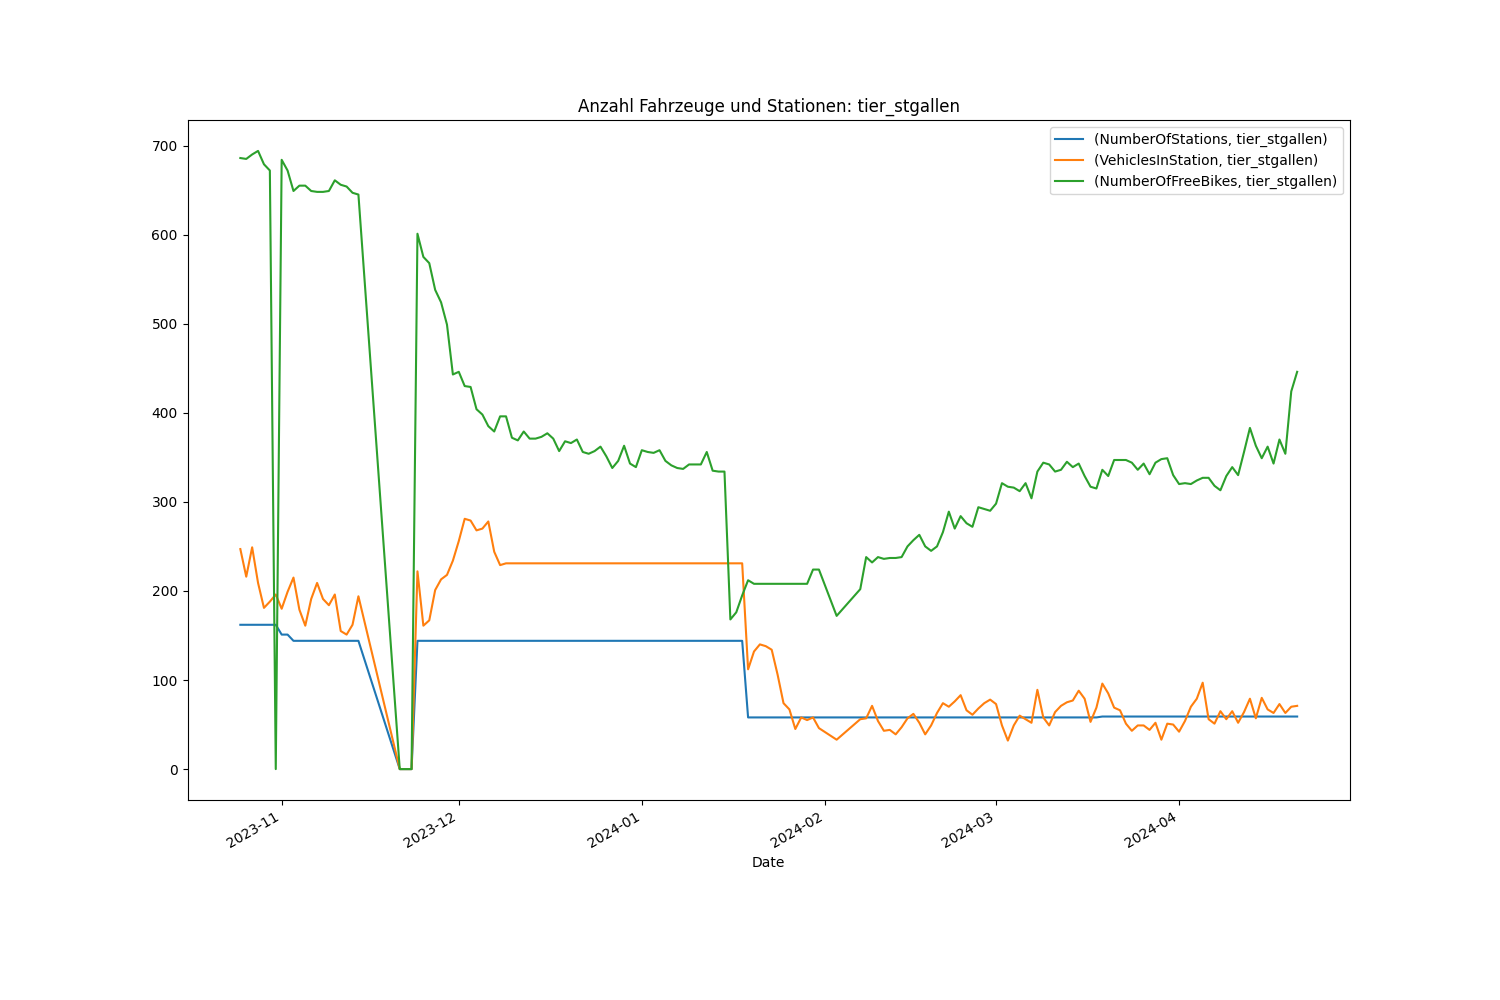 Anzahl Fahrzeuge und Stationen: tier_stgallen
(NumberOfStations, tier_stgallen)
(VehiclesInStation, tier_stgallen)
(NumberOfFreeBikes, tier_stgallen)
700
600
500
400
300
200
100
0
2023-11
2023-12
2024-01
2024-02
2024-03
2024-04
Date